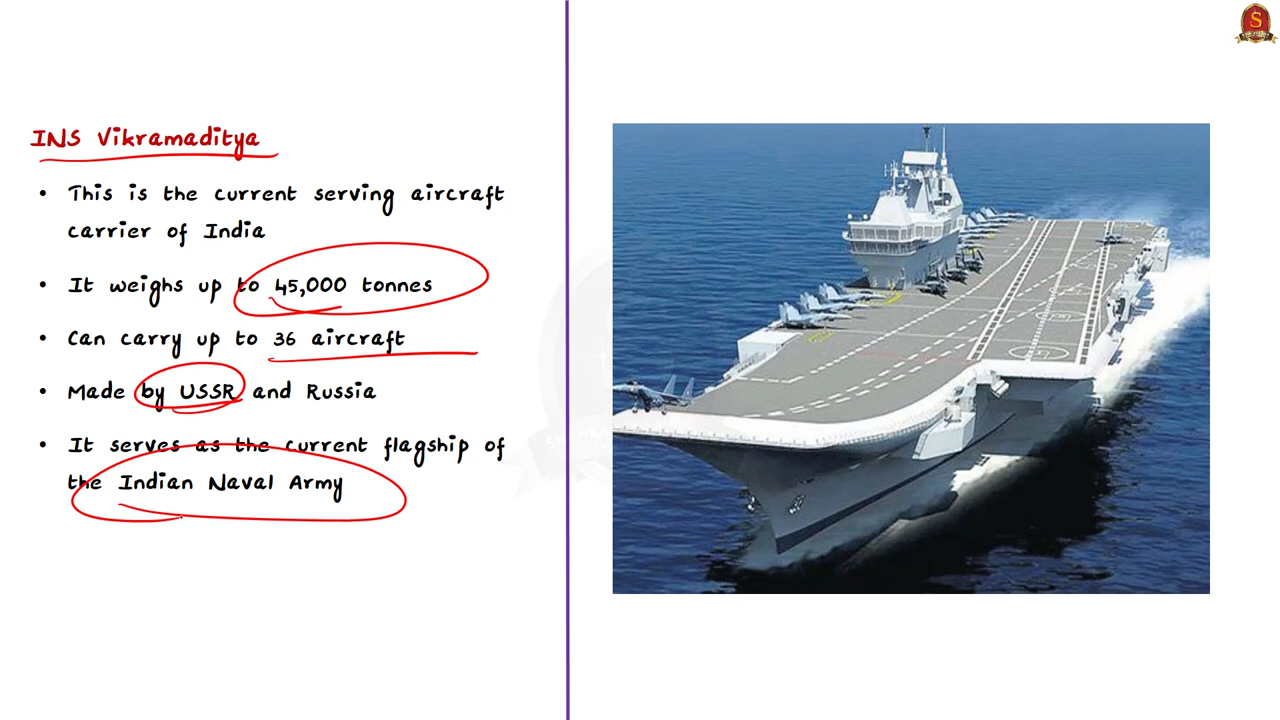 INS Vikramaditya
• This is the current serving aircraft
carrier of India
• It weighs up to 45,000 tonnes
• Can carry up to 36 aircraft
• Made by USSR and Russia
• It serves as the current flagship of
the Indian Naval Army
S